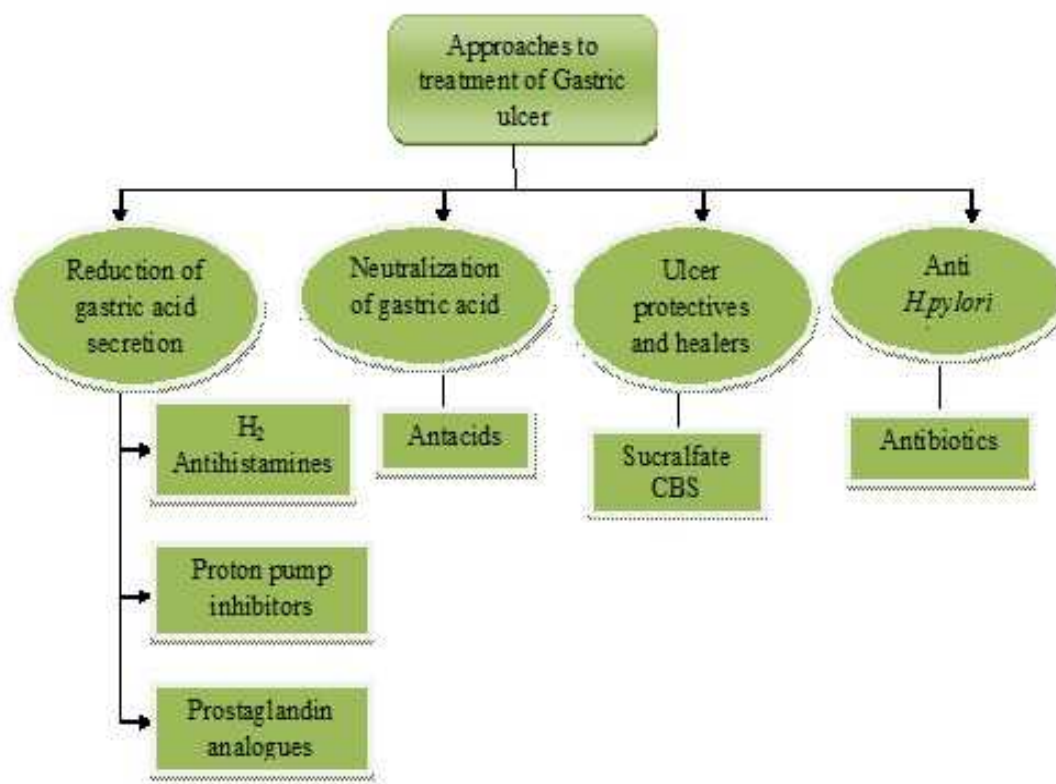 Approaches to
treatment of Gastric
ulcer
Reduction of
gastric acid
secretion
Neutralization
of gastric acid
Ulcer
protectives
and healers
Anti
H.pylori
H₂
Antihistamines
Antacids
Sucralfate
CBS
Antibiotics
Proton pump
inhibitors
Prostaglandin
analogues